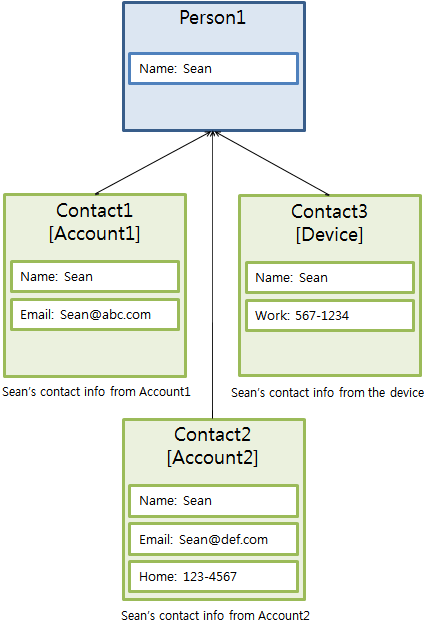 Person1
Name: Sean
Contact1
[Account1]
Name: Sean
Email: Sean@abc.com
Sean's contact info from Account1
Contact3
[Device]
Name: Sean
Work: 567-1234
Sean's contact info from the device
Contact2
[Account2]
Name: Sean
Email: Sean@def.com
Home: 123-4567
Sean's contact info from Account2